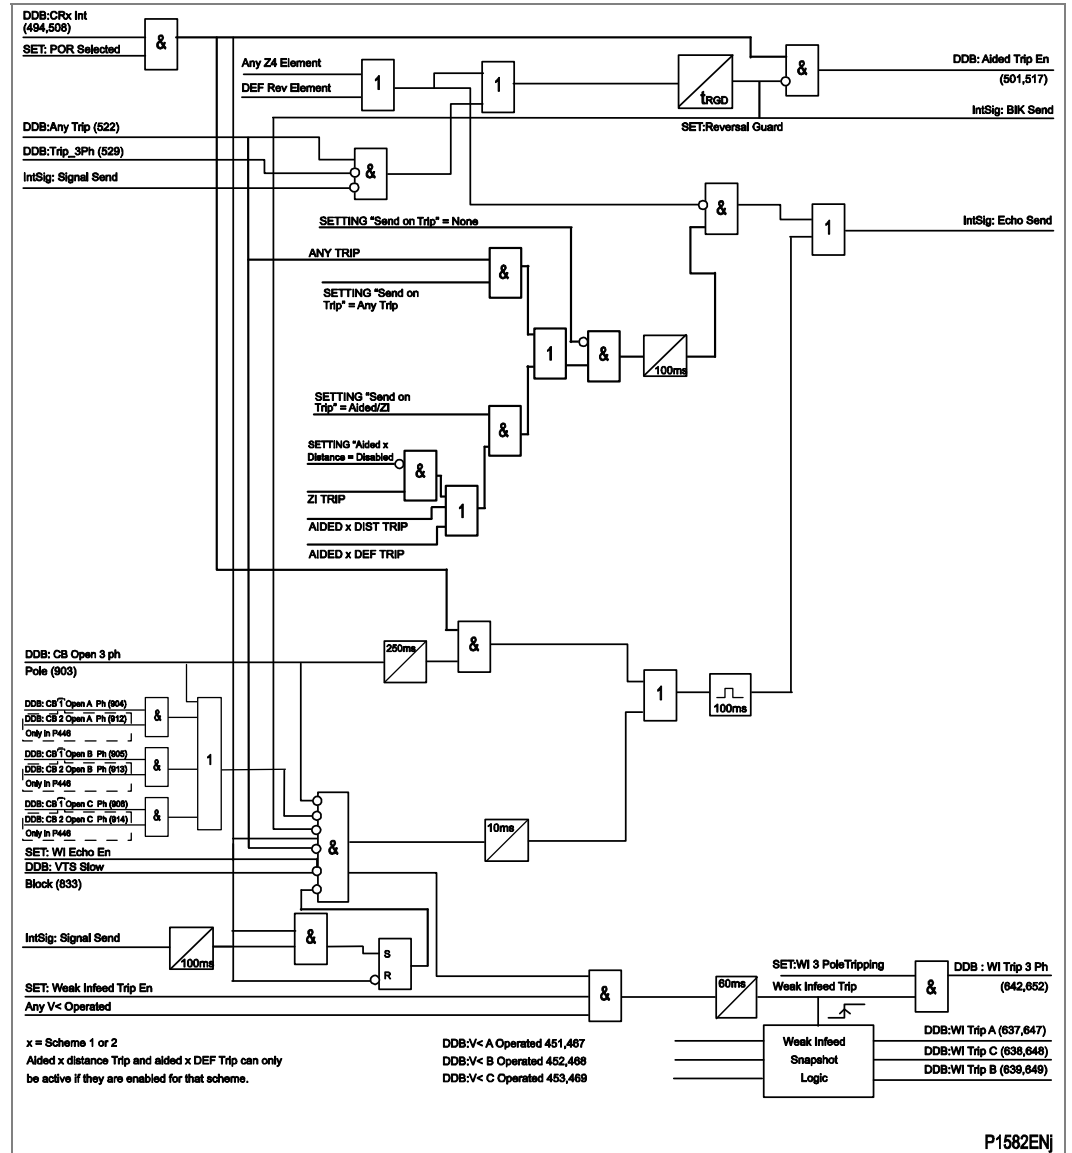 DDB:CRx Int
(494,508)
&
SET: POR Selected
Any Z4 Element
DEF Rev Element
1
1
tRGD
SET:Reversal Guard
&
DDB: Aided Trip En
(501,517)
IntSig: BIK Send
DDB:Any Trip (522)
DDB:Trip_3Ph (529)
IntSig: Signal Send
&
SETTING "Send on Trip" = None
&
1
IntSig: Echo Send
ANY TRIP
&
SETTING "Send on
Trip" = Any Trip
1
&
100ms
SETTING "Send on
Trip" = Aided/ZI
&
SETTING "Aided x
Distance = Disabled
&
ZI TRIP
1
AIDED x DIST TRIP
AIDED x DEF TRIP
DDB: CB Open 3 ph
Pole (903)
250ms
&
1
100ms
DDB: CB 1 Open A Ph (904)
DDB: CB 2 Open A Ph (912)
Only in P446
&
DDB: CB 1 Open B Ph (905)
DDB: CB 2 Open B Ph (913)
Only in P446
&
1
DDB: CB 1 Open C Ph (906)
DDB: CB 2 Open C Ph (914)
Only in P446
&
SET: WI Echo En
DDB: VTS Slow
Block (833)
&
10ms
IntSig: Signal Send
100ms
&
S
R
SET: Weak Infeed Trip En
Any V< Operated
&
60ms
SET:WI 3 PoleTripping
Weak Infeed Trip
&
DDB : WI Trip 3 Ph
(642,652)
x = Scheme 1 or 2
Aided x distance Trip and aided x DEF Trip can only
be active if they are enabled for that scheme.
DDB:V< A Operated 451,467
DDB:V< B Operated 452,468
DDB:V< C Operated 453,469
Weak Infeed
Snapshot
Logic
DDB:WI Trip A (637,647)
DDB:WI Trip C (638,648)
DDB:WI Trip B (639,649)
P1582ENj